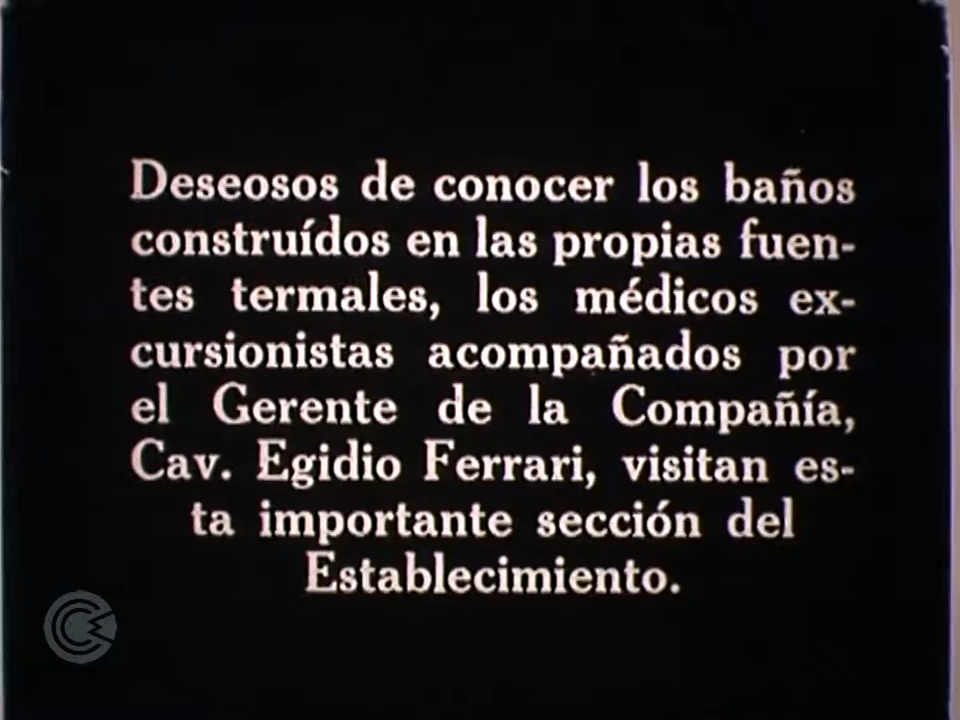 Deseosos de conocer los baños
construídos en las propias fuen-
tes termales, los médicos ex-
cursionistas acompañados por
el Gerente de la Compañía,
Cav. Egidio Ferrari, visitan es-
ta importante sección del
Establecimiento.